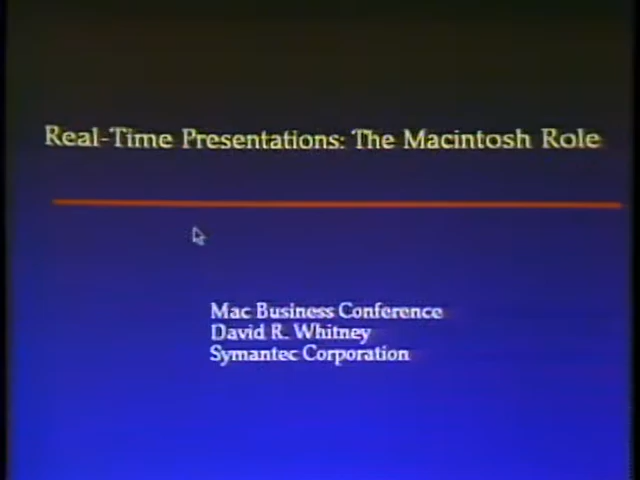 Real-Time Presentations: The Macintosh Role
Mac Business Conference
David R. Whitney
Symantec Corporation